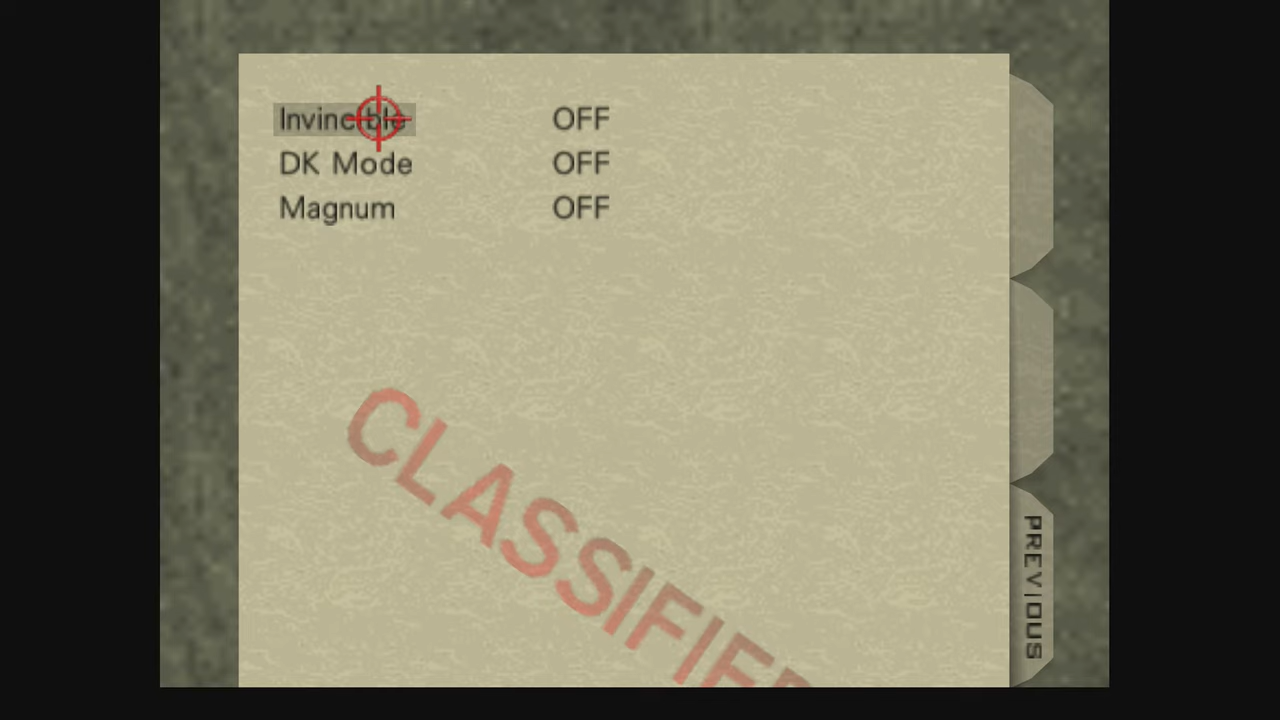 Invincible OFF
DK Mode OFF
Magnum OFF
CLASSIFIED
PREVIOUS